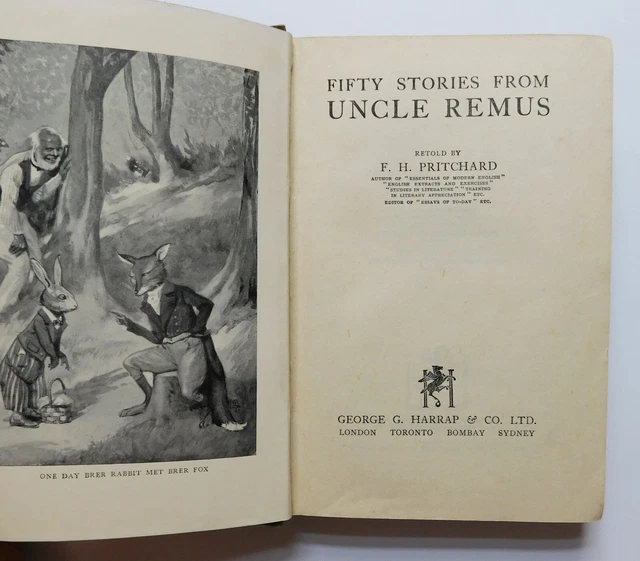 ONE DAY BRER RABBIT MET BRER FOX
FIFTY STORIES FROM
UNCLE REMUS
RETOLD BY
F. H. PRITCHARD
AUTHOR OF "ESSENTIALS OF MODERN ENGLISH"
"ENGLISH EXTRACTS AND EXERCISES"
"STUDIES IN LITERATURE" "TRAINING
IN LITERARY APPRECIATION" ETC.
EDITOR OF "ESSAYS OF TO-DAY" ETC.
GEORGE G. HARRAP & CO. LTD.
LONDON TORONTO BOMBAY SYDNEY